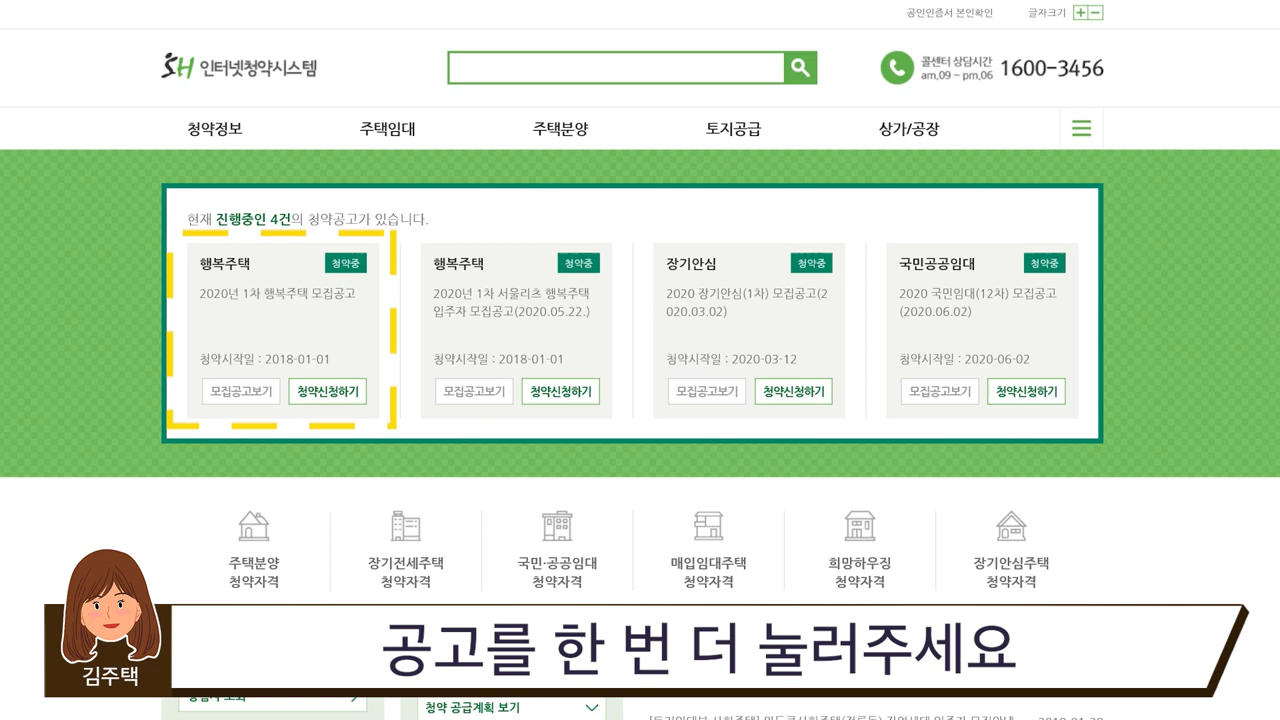 공인인증서 본인확인 글자크기
SH 인터넷청약시스템
콜센터 상담시간
am.09 ~ pm.06
1600-3456
청약정보 주택임대 주택분양 토지공급 상가/공장
현재 진행중인 4건의 청약공고가 있습니다.
행복주택 청약중
2020년 1차 행복주택 모집공고
청약시작일 : 2018-01-01
모집공고보기 청약신청하기
행복주택 청약중
2020년 1차 서울리츠 행복주택
입주자 모집공고(2020.05.22.)
청약시작일 : 2018-01-01
모집공고보기 청약신청하기
장기안심 청약중
2020 장기안심(1차) 모집공고(2
020.03.02)
청약시작일 : 2020-03-12
모집공고보기 청약신청하기
국민공공임대 청약중
2020 국민임대(12차) 모집공고
(2020.06.02)
청약시작일 : 2020-06-02
모집공고보기 청약신청하기
주택분양
청약자격
장기전세주택
청약자격
국민·공공임대
청약자격
매입임대주택
청약자격
희망하우징
청약자격
장기안심주택
청약자격
공고를 한 번 더 눌러주세요
김주택
청약 공급계획 보기